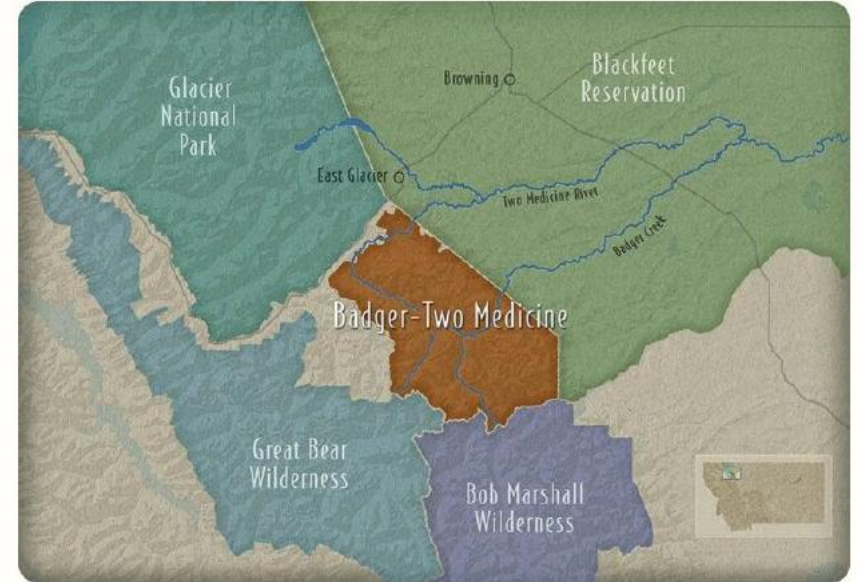 Glacier
National
Park
Browning
Blackfeet
Reservation
East Glacier
Two Medicine River
Badger Creek
Badger-Two Medicine
Great Bear
Wilderness
Bob Marshall
Wilderness